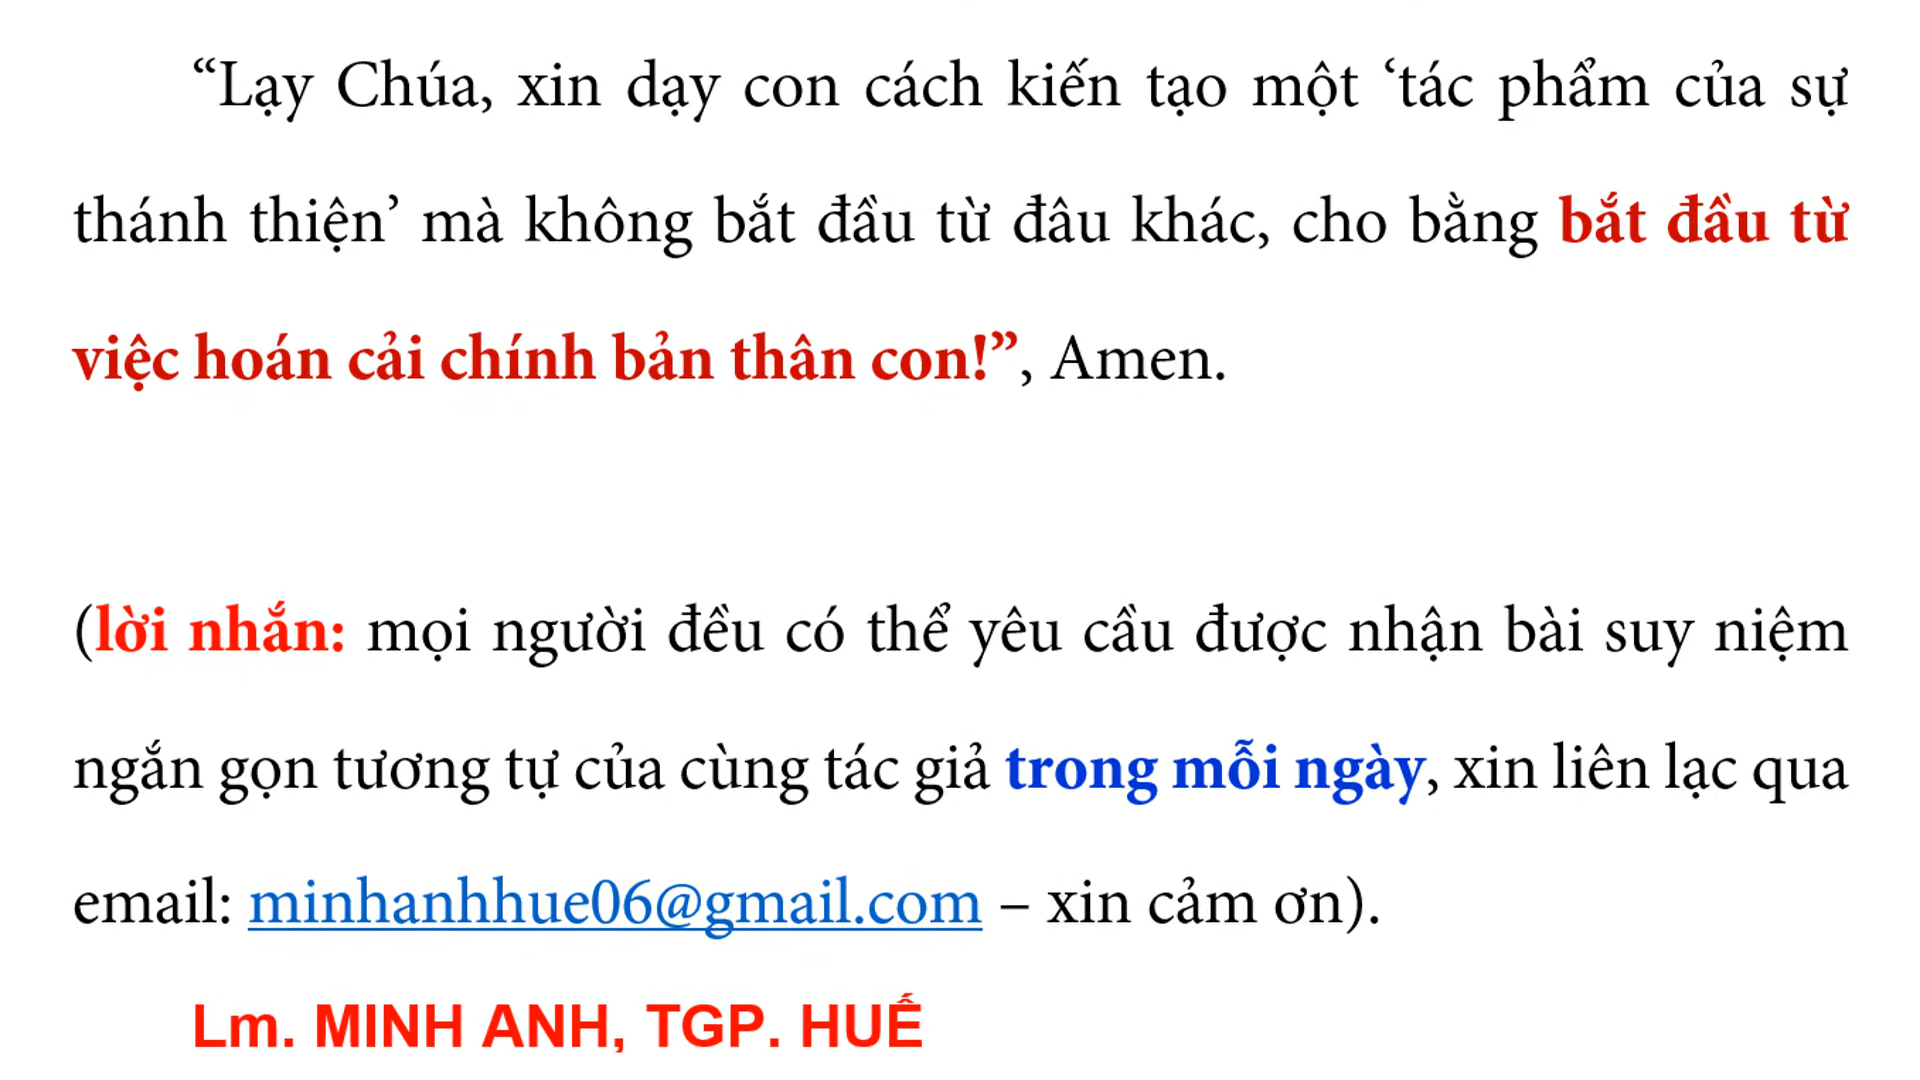 “Lạy Chúa, xin dạy con cách kiến tạo một ‘tác phẩm của sự
thánh thiện’ mà không bắt đầu từ đâu khác, cho bằng bắt đầu từ
việc hoán cải chính bản thân con!”, Amen.
(lời nhắn: mọi người đều có thể yêu cầu được nhận bài suy niệm
ngắn gọn tương tự của cùng tác giả trong mỗi ngày, xin liên lạc qua
email: minhanhhue06@gmail.com – xin cảm ơn).
Lm. MINH ANH, TGP. HUẾ